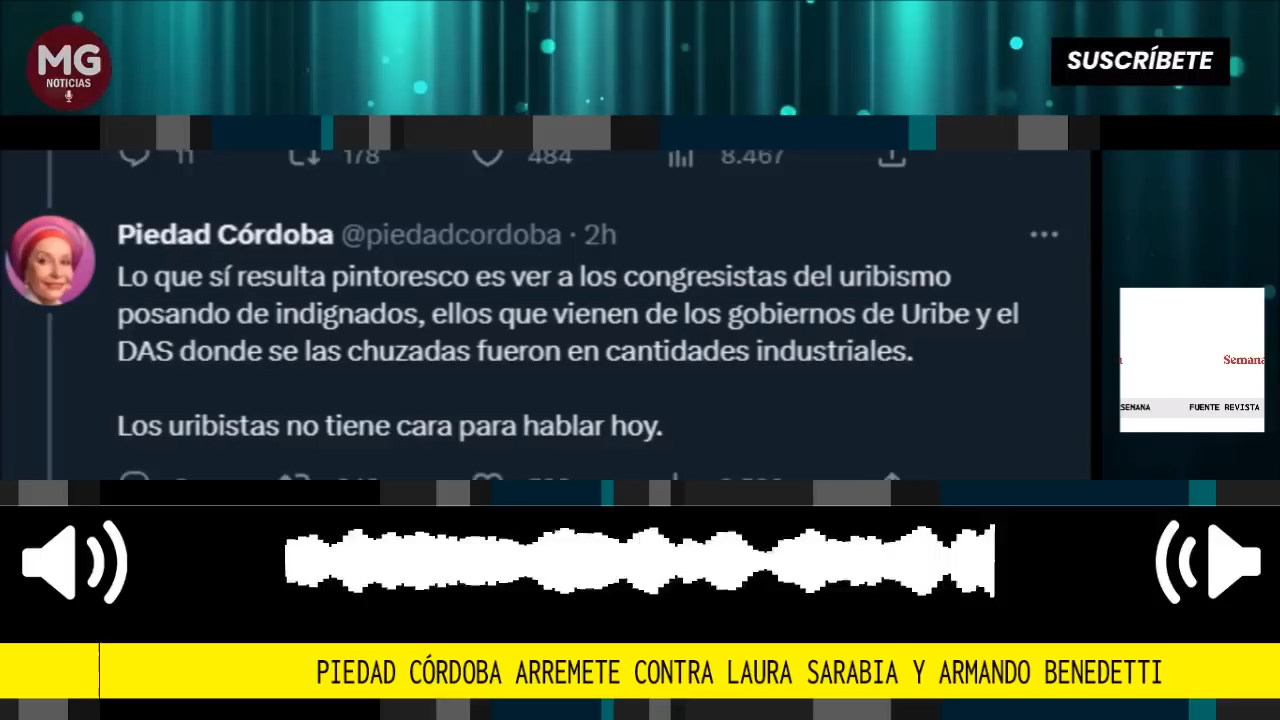 MG
NOTICIAS
SUSCRÍBETE
11 178 484 8.467
Piedad Córdoba @piedadcordoba · 2h
Lo que sí resulta pintoresco es ver a los congresistas del uribismo
posando de indignados, ellos que vienen de los gobiernos de Uribe y el
DAS donde se las chuzadas fueron en cantidades industriales.
Los uribistas no tiene cara para hablar hoy.
Semana
SEMANA FUENTE REVISTA
PIEDAD CÓRDOBA ARREMETE CONTRA LAURA SARABIA Y ARMANDO BENEDETTI